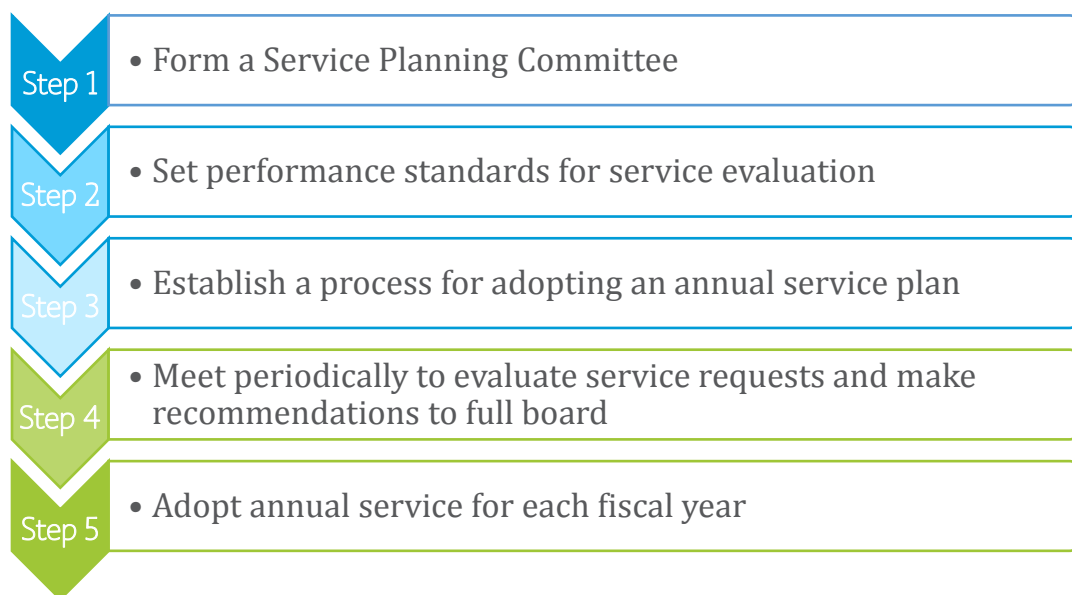 Step 1
• Form a Service Planning Committee
Step 2
• Set performance standards for service evaluation
Step 3
• Establish a process for adopting an annual service plan
Step 4
• Meet periodically to evaluate service requests and make
recommendations to full board
Step 5
• Adopt annual service for each fiscal year